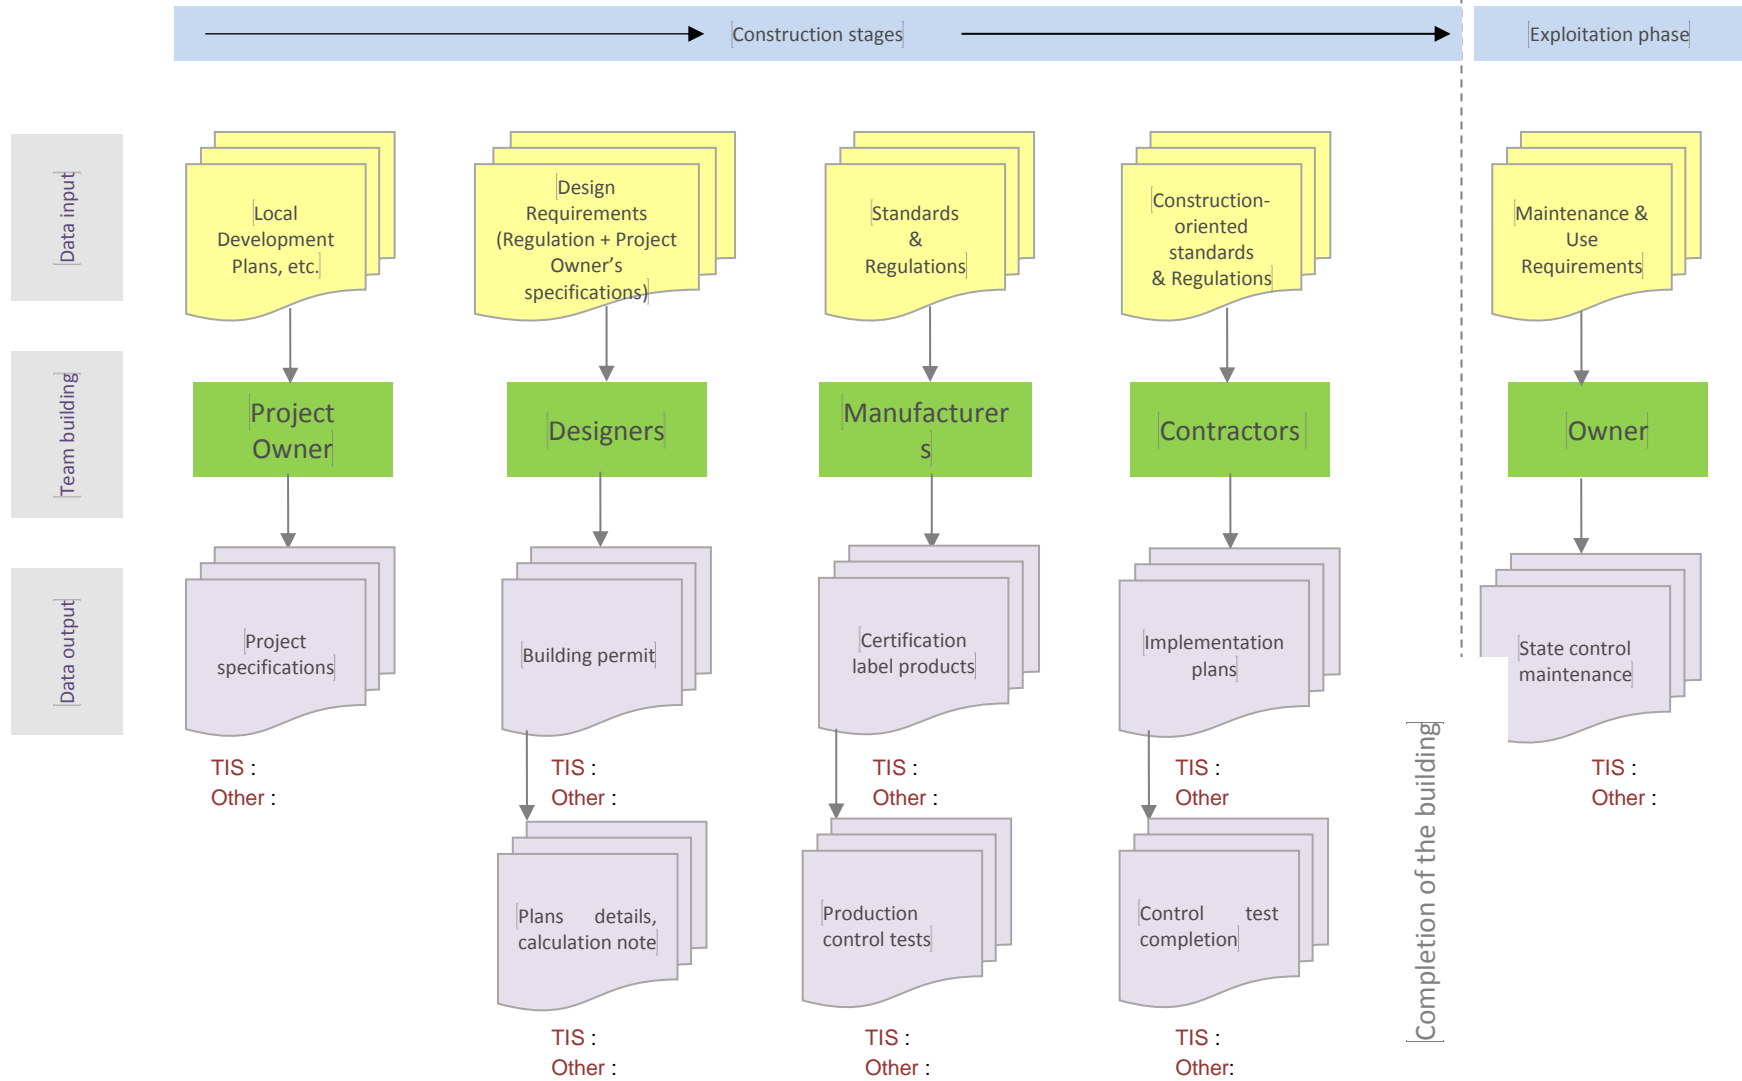 Construction stages
Exploitation phase
Data input
Local
Development
Plans, etc.
Design
Requirements
(Regulation + Project
Owner's
specifications)
Standards
&
Regulations
Construction-
oriented
standards
& Regulations
Maintenance &
Use
Requirements
Team building
Project
Owner
Designers
Manufacturer
s
Contractors
Owner
Data output
Project
specifications
Building permit
Certification
label products
Implementation
plans
State control
maintenance
TIS :
Other :
TIS :
Other :
TIS :
Other :
TIS :
Other
TIS :
Other :
Completion of the building
Plans details,
calculation note
Production
control tests
Control test
completion
TIS :
Other :
TIS :
Other :
TIS :
Other: